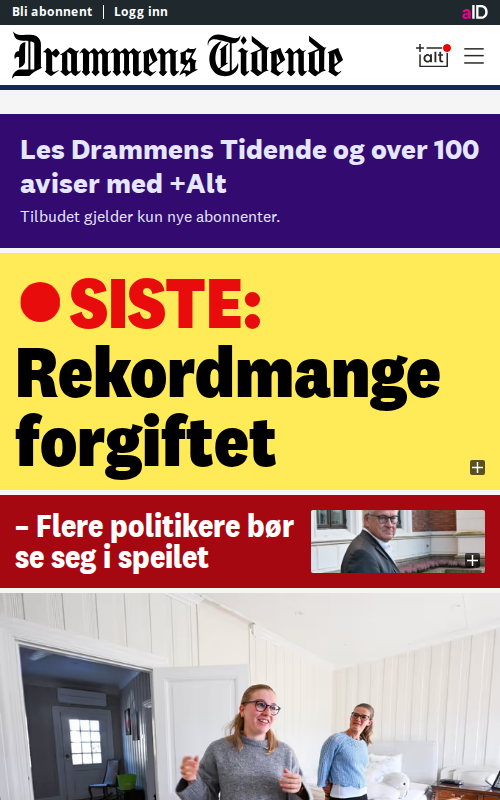 Bli abonnent
Logg inn
aID
Drammens Tidende
+alt
Les Drammens Tidende og over 100
aviser med +Alt
Tilbudet gjelder kun nye abonnenter.
SISTE:
Rekordmange
forgiftet
– Flere politikere bør
se seg i speilet